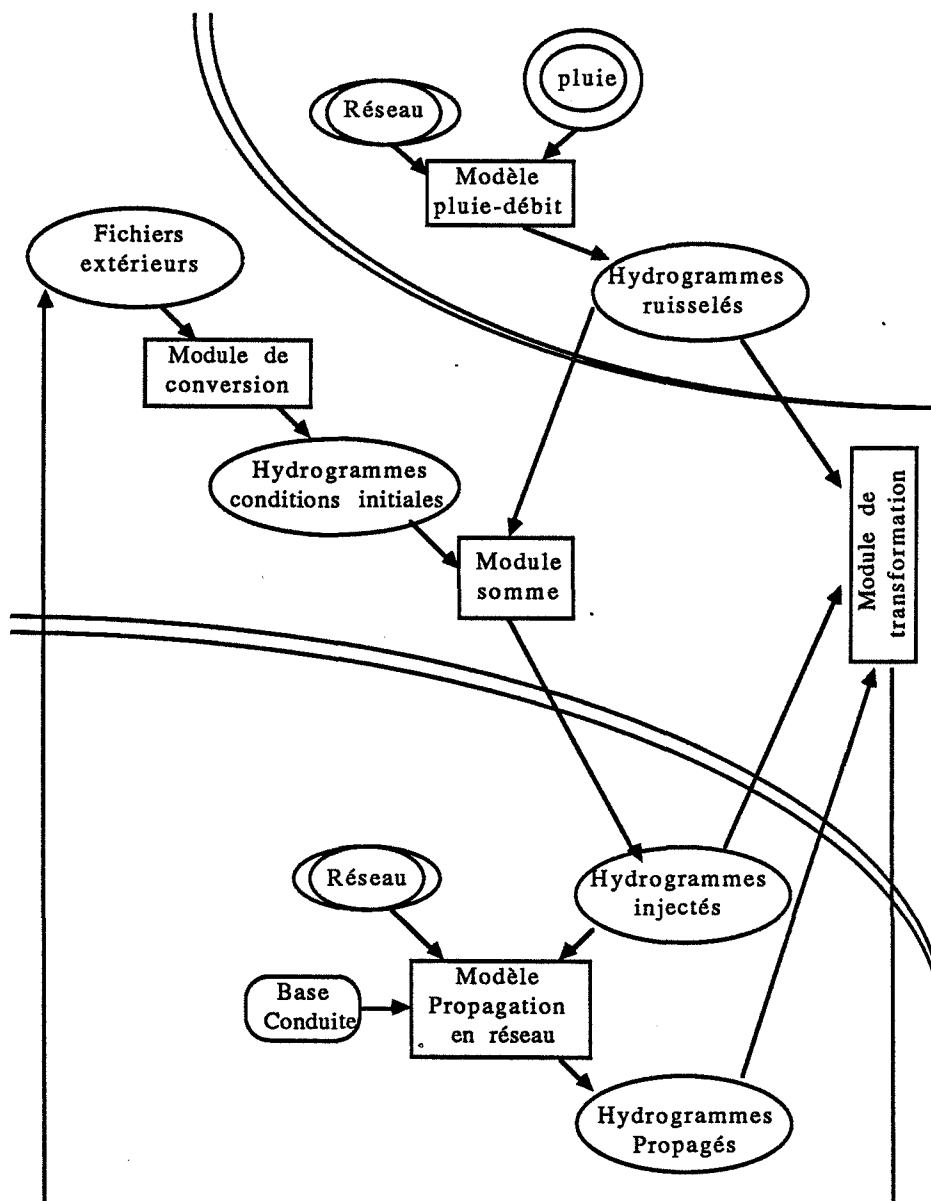 pluie
Réseau
Modèle
pluie-débit
Fichiers
extérieurs
Hydrogrammes
ruisselés
Module de
conversion
Hydrogrammes
conditions initiales
Module de
transformation
Module
somme
Réseau
Hydrogrammes
injectés
Modèle
Propagation
en réseau
Base
Conduite
Hydrogrammes
Propagés